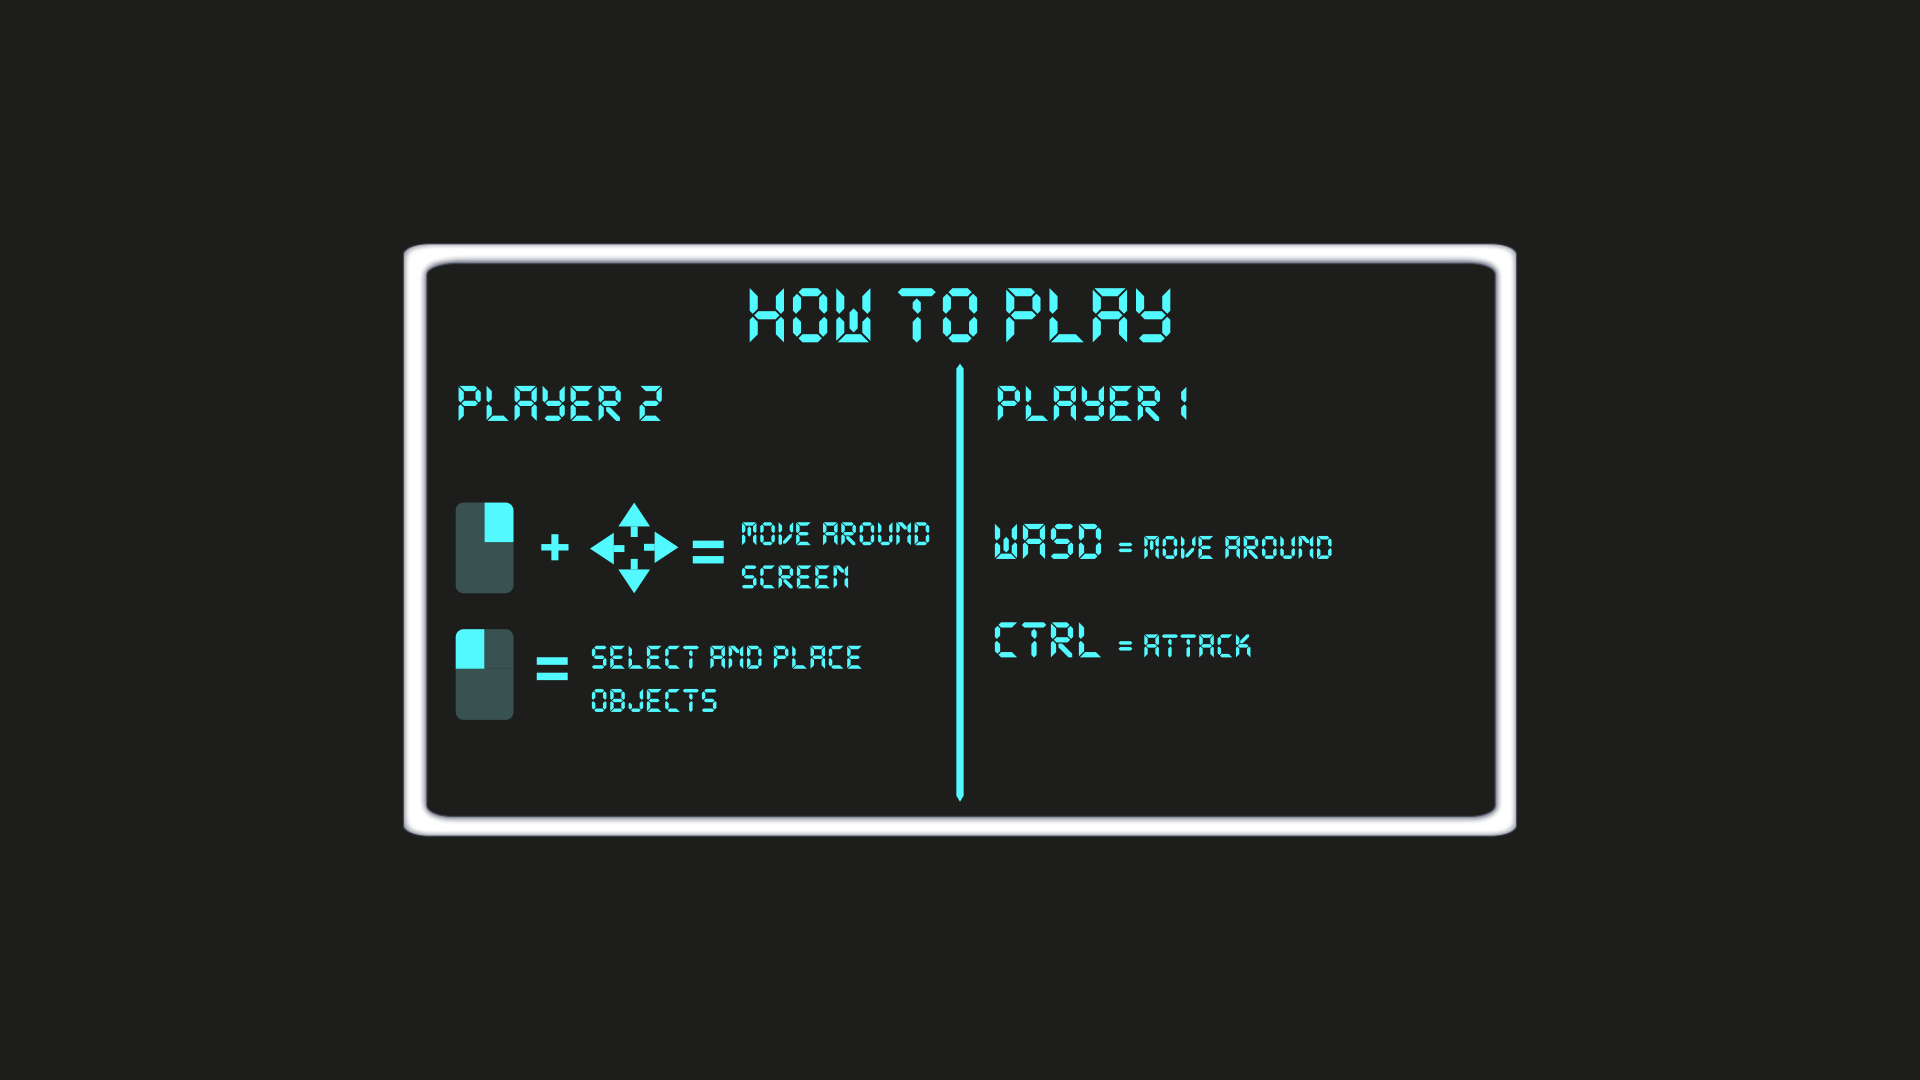 HOW TO PLAY
PLAYER 2
+ = MOVE AROUND
SCREEN
= SELECT AND PLACE
OBJECTS
PLAYER 1
WASD = MOVE AROUND
CTRL = ATTACK